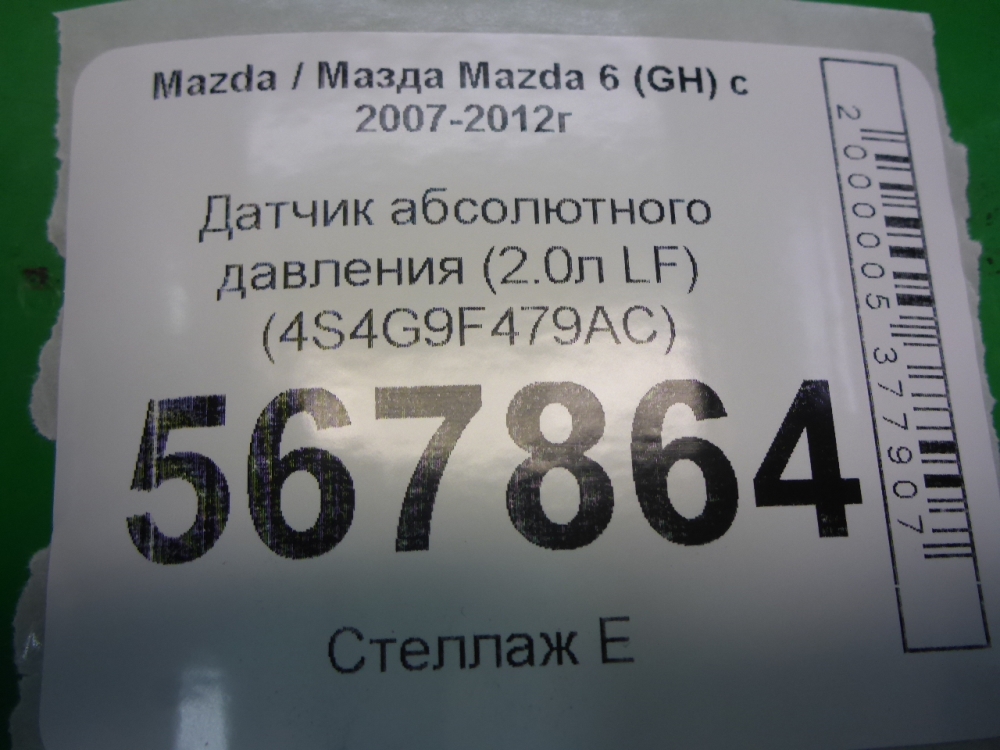 Mazda / Мазда Mazda 6 (GH) с
2007-2012г
Датчик абсолютного
давления (2.0л LF)
(4S4G9F479AC)
567864
Стеллаж E
2000005377907